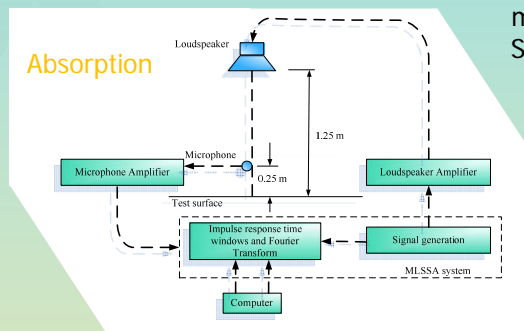 Absorption
m
S
Loudspeaker
1.25 m
Microphone
0.25 m
Microphone Amplifier
Loudspeaker Amplifier
Test surface
Impulse response time
windows and Fourier
Transform
Signal generation
MLSSA system
Computer